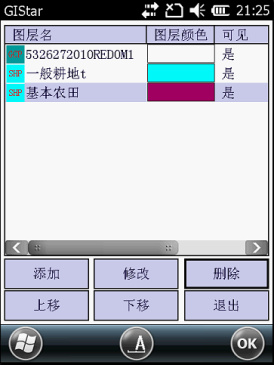 GIStar 21:25
图层名 图层颜色 可见
5326272010REDOM1 是
SHP 一般耕地t 是
SHP 基本农田 是
添加 修改 删除
上移 下移 退出
A OK